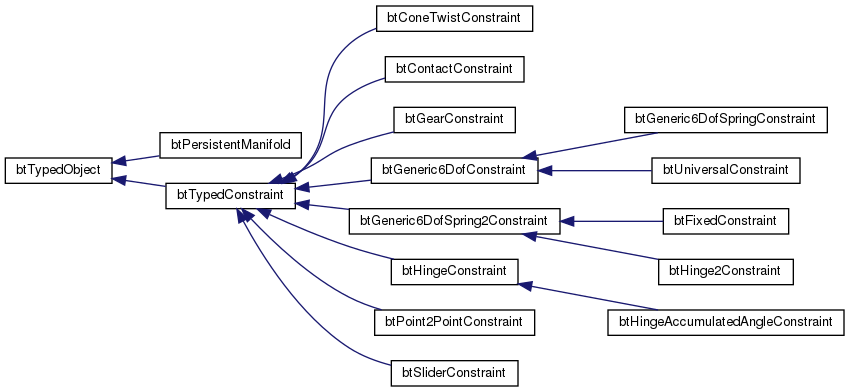 btTypedObject
btPersistentManifold
btTypedConstraint
btConeTwistConstraint
btContactConstraint
btGearConstraint
btGeneric6DofConstraint
btGeneric6DofSpringConstraint
btUniversalConstraint
btGeneric6DofSpring2Constraint
btFixedConstraint
btHinge2Constraint
btHingeConstraint
btHingeAccumulatedAngleConstraint
btPoint2PointConstraint
btSliderConstraint